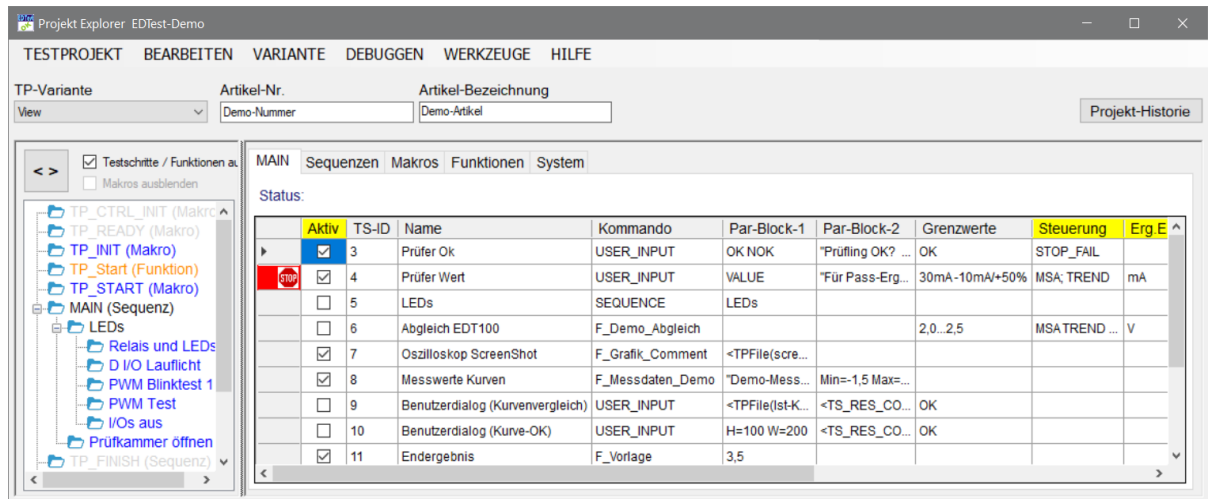 Projekt Explorer EDTest-Demo
TESTPROJEKT BEARBEITEN VARIANTE DEBUGGEN WERKZEUGE HILFE
TP-Variante Artikel-Nr. Artikel-Bezeichnung
View Demo-Nummer Demo-Artikel Projekt-Historie
< > Testschritte / Funktionen au
Makros ausblenden
TP_CTRL_INIT (Makro
TP_READY (Makro)
TP_INIT (Makro)
TP_Start (Funktion)
TP_START (Makro)
MAIN (Sequenz)
LEDs
Relais und LEDs
D I/O Lauflicht
PWM Blinktest 1
PWM Test
I/Os aus
Prüfkammer öffnen
TP_FINISH (Sequenz)
MAIN Sequenzen Makros Funktionen System
Status:
Aktiv TS-ID Name Kommando Par-Block-1 Par-Block-2 Grenzwerte Steuerung Erg.E
3 Prüfer Ok USER_INPUT OK NOK "Prüfling OK? ... OK STOP_FAIL
STOP 4 Prüfer Wert USER_INPUT VALUE "Für Pass-Erg... 30mA-10mA/+50% MSA; TREND mA
5 LEDs SEQUENCE LEDs
6 Abgleich EDT100 F_Demo_Abgleich 2,0...2,5 MSATREND ... V
7 Oszilloskop ScreenShot F_Grafik_Comment <TPFile(scre...
8 Messwerte Kurven F_Messdaten_Demo "Demo-Mess... Min=-1,5 Max=...
9 Benutzerdialog (Kurvenvergleich) USER_INPUT <TPFile(Ist-K... <TS_RES_CO... OK
10 Benutzerdialog (Kurve-OK) USER_INPUT H=100 W=200 <TS_RES_CO... OK
11 Endergebnis F_Vorlage 3,5